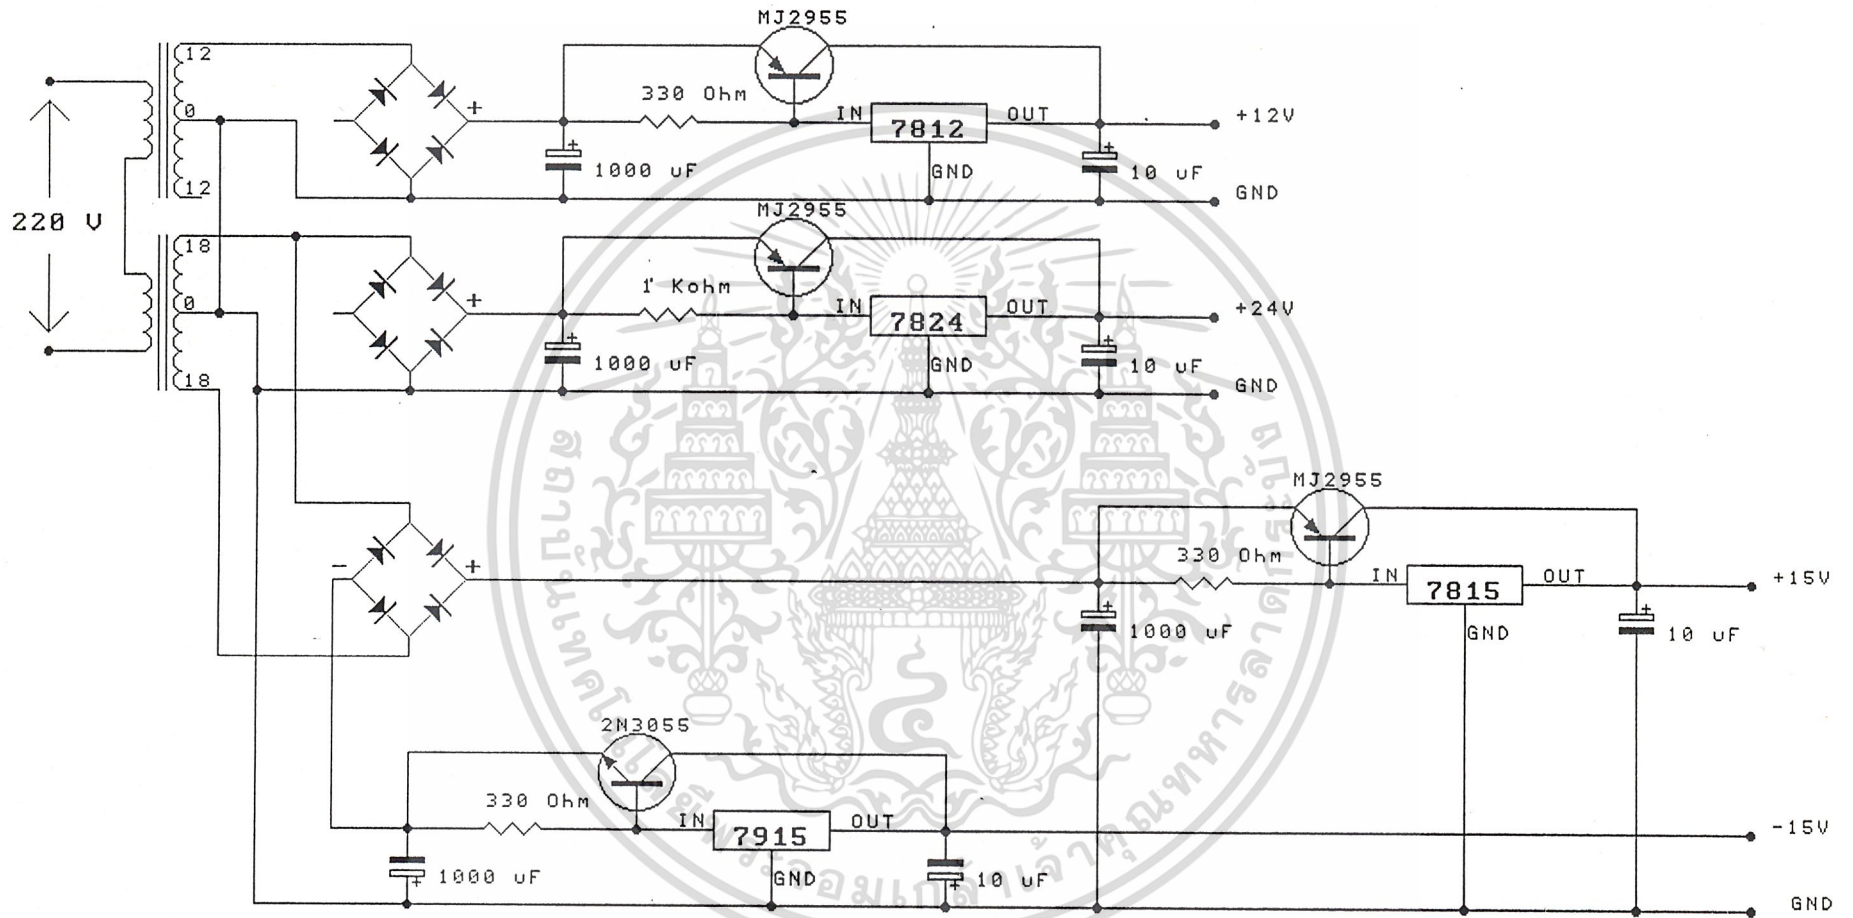 MJ2955
12
330 Ohm
0
+
IN
7812
OUT
+12V
+
1000 uF
GND
+
10 uF
12
GND
220 V
MJ2955
18
1 Kohm
0
+
IN
7824
OUT
+24V
+
1000 uF
GND
+
10 uF
18
GND
MJ2955
330 Ohm
-
+
IN
7815
OUT
+15V
+
1000 uF
GND
+
10 uF
2N3055
330 Ohm
IN
7915
OUT
-15V
1000 uF
+
GND
10 uF
+
GND